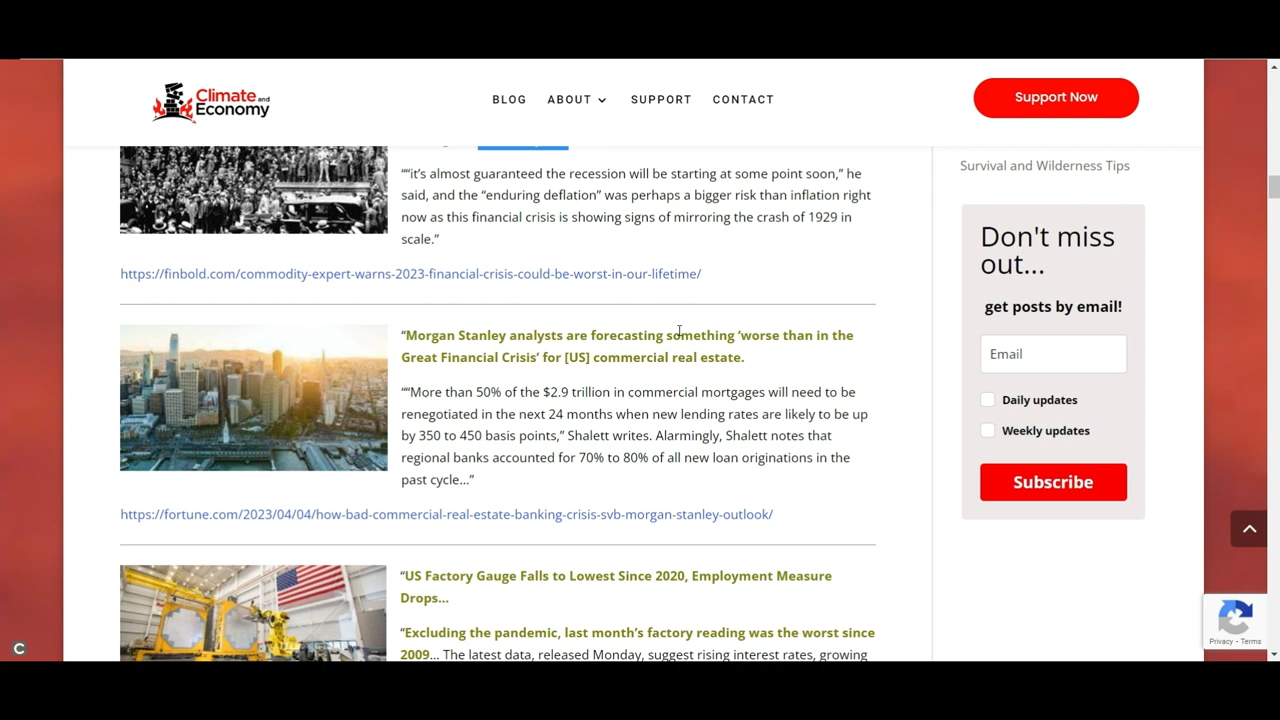 Climate and
Economy
BLOG ABOUT SUPPORT CONTACT
Support Now
““it’s almost guaranteed the recession will be starting at some point soon,” he
said, and the “enduring deflation” was perhaps a bigger risk than inflation right
now as this financial crisis is showing signs of mirroring the crash of 1929 in
scale.”
https://finbold.com/commodity-expert-warns-2023-financial-crisis-could-be-worst-in-our-lifetime/
“Morgan Stanley analysts are forecasting something ‘worse than in the
Great Financial Crisis’ for [US] commercial real estate.
““More than 50% of the $2.9 trillion in commercial mortgages will need to be
renegotiated in the next 24 months when new lending rates are likely to be up
by 350 to 450 basis points,” Shalett writes. Alarmingly, Shalett notes that
regional banks accounted for 70% to 80% of all new loan originations in the
past cycle…”
https://fortune.com/2023/04/04/how-bad-commercial-real-estate-banking-crisis-svb-morgan-stanley-outlook/
“US Factory Gauge Falls to Lowest Since 2020, Employment Measure
Drops…
“Excluding the pandemic, last month’s factory reading was the worst since
2009… The latest data, released Monday, suggest rising interest rates, growing
Survival and Wilderness Tips
Don't miss
out...
get posts by email!
Email
Daily updates
Weekly updates
Subscribe
Privacy - Terms
C